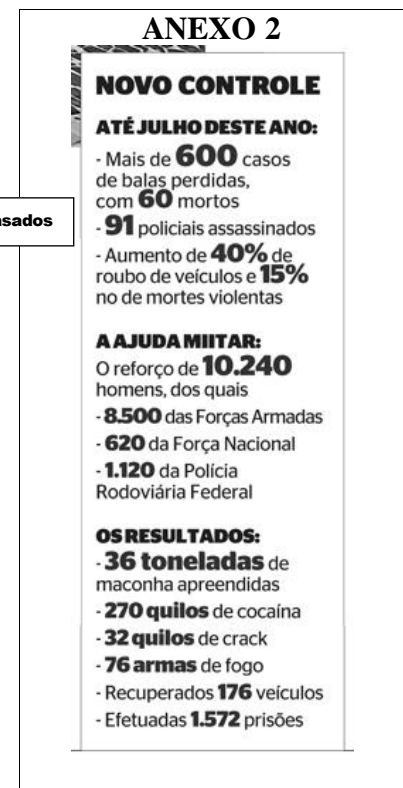 ANEXO 2
NOVO CONTROLE
ATÉ JULHO DESTE ANO:
- Mais de 600 casos
de balas perdidas,
com 60 mortos
- 91 policiais assassinados
- Aumento de 40% de
roubo de veículos e 15%
no de mortes violentas
sados
A AJUDA MIITAR:
O reforço de 10.240
homens, dos quais
- 8.500 das Forças Armadas
- 620 da Força Nacional
- 1.120 da Polícia
Rodoviária Federal
OS RESULTADOS:
- 36 toneladas de
maconha apreendidas
- 270 quilos de cocaína
- 32 quilos de crack
- 76 armas de fogo
- Recuperados 176 veículos
- Efetuadas 1.572 prisões